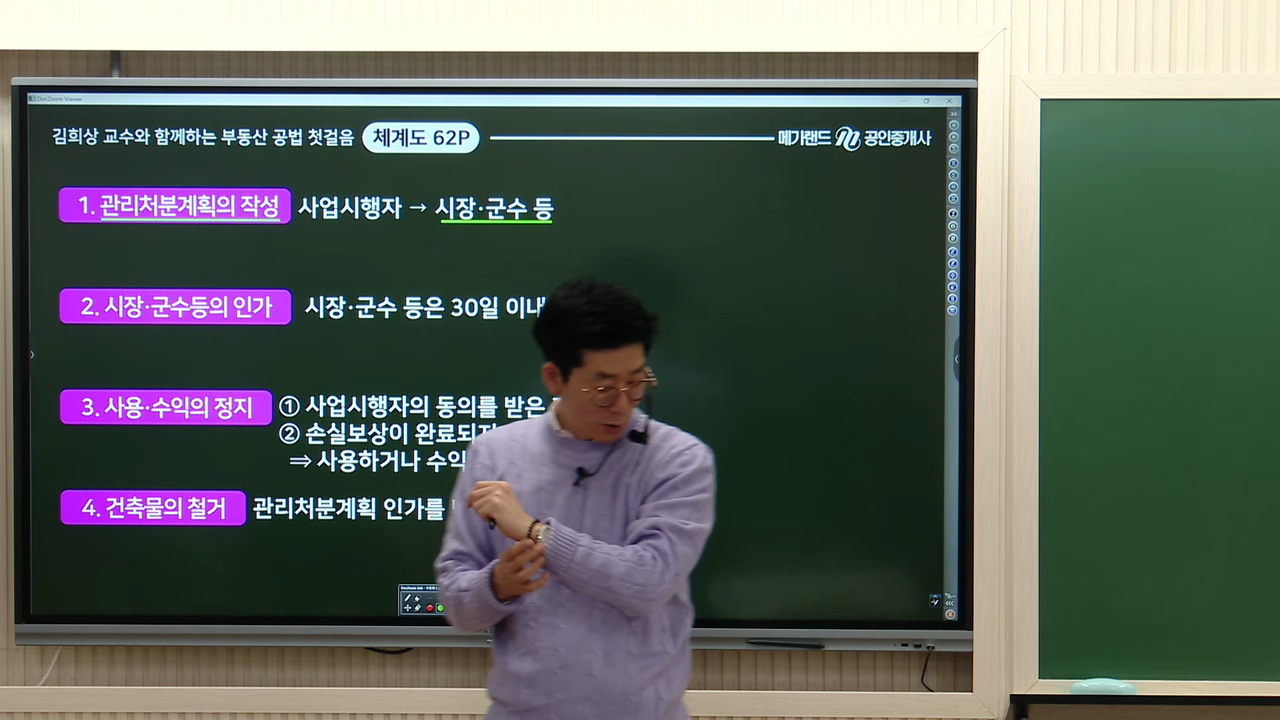 DocZoom Viewer
김희상 교수와 함께하는 부동산 공법 첫걸음 체계도 62P 메가랜드 공인중개사
1. 관리처분계획의 작성 사업시행자 → 시장·군수 등
2. 시장·군수등의 인가 시장·군수 등은 30일 이내
3. 사용·수익의 정지 ① 사업시행자의 동의를 받은
② 손실보상이 완료되지
⇒ 사용하거나 수익
4. 건축물의 철거 관리처분계획 인가를